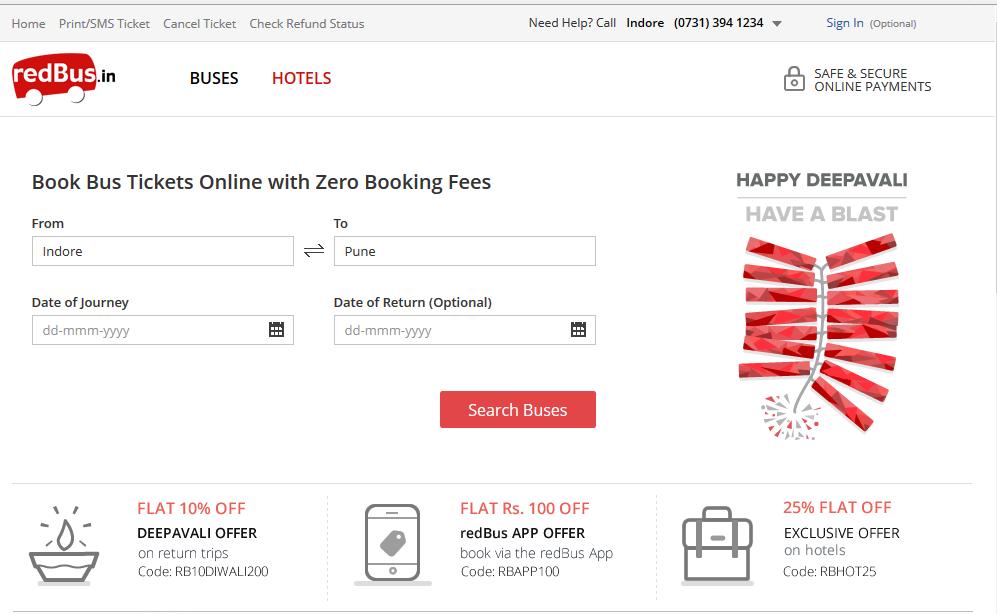 Home Print/SMS Ticket Cancel Ticket Check Refund Status Need Help? Call Indore (0731) 394 1234 Sign In (Optional)
redBus.in BUSES HOTELS SAFE & SECURE
ONLINE PAYMENTS
Book Bus Tickets Online with Zero Booking Fees
From To
Indore Pune
Date of Journey Date of Return (Optional)
dd-mmm-yyyy dd-mmm-yyyy
Search Buses
HAPPY DEEPAVALI
HAVE A BLAST
FLAT 10% OFF
DEEPAVALI OFFER
on return trips
Code: RB10DIWALI200
FLAT Rs. 100 OFF
redBus APP OFFER
book via the redBus App
Code: RBAPP100
25% FLAT OFF
EXCLUSIVE OFFER
on hotels
Code: RBHOT25